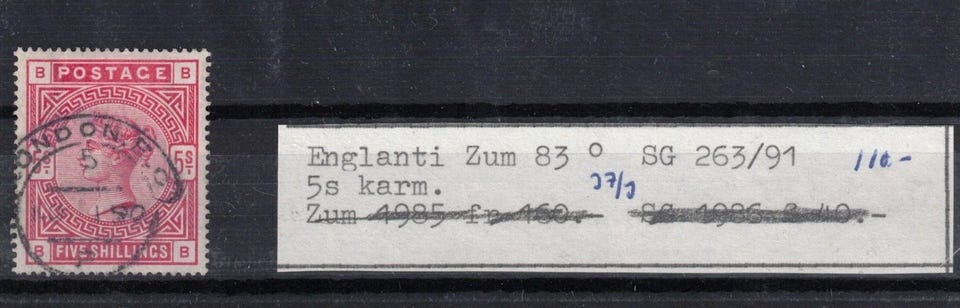 B POSTAGE B
LONDON, E.C.
5S
B FIVE SHILLINGS B
Englanti Zum 83 o SG 263/91 110-
5s karm.
Zum 1985 fr 160.- SG 1986 £ 40.-